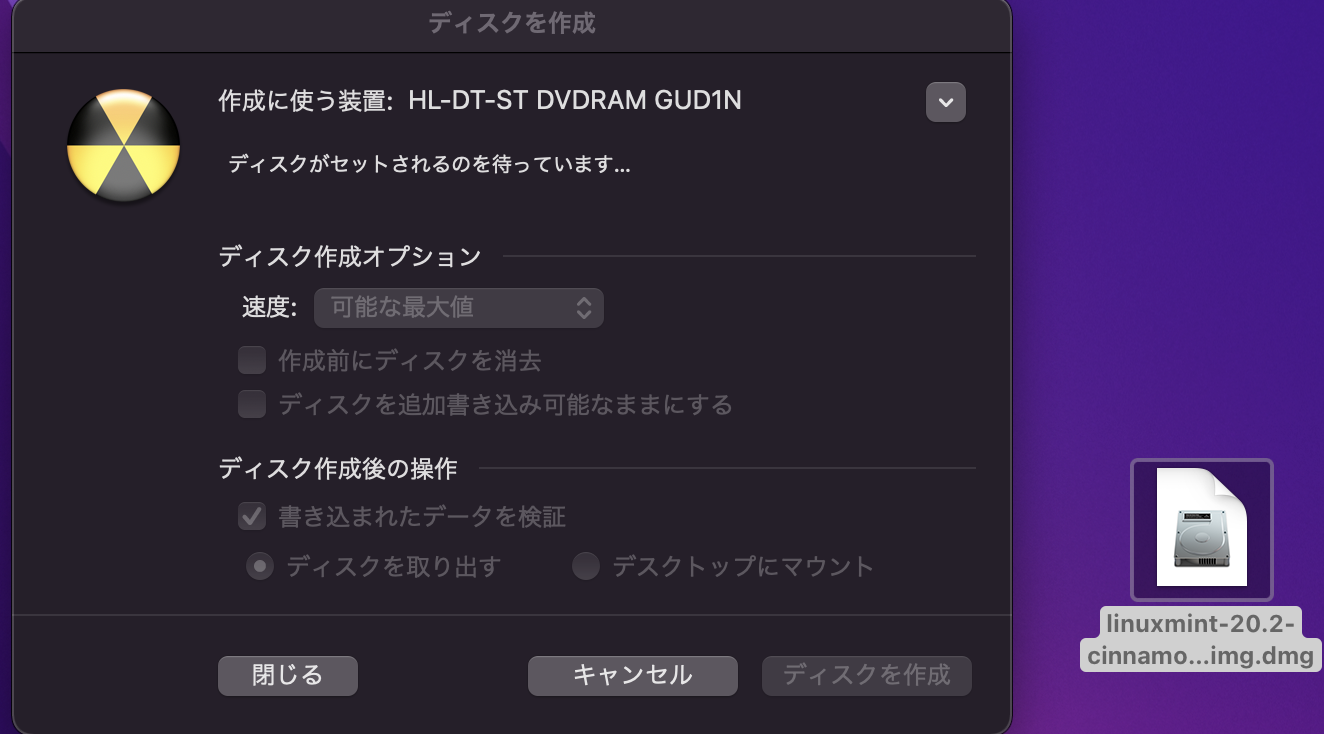 ディスクを作成
作成に使う装置: HL-DT-ST DVDRAM GUD1N
ディスクがセットされるのを待っています...
ディスク作成オプション
速度: 可能な最大値
作成前にディスクを消去
ディスクを追加書き込み可能なままにする
ディスク作成後の操作
書き込まれたデータを検証
ディスクを取り出す デスクトップにマウント
閉じる キャンセル ディスクを作成
linuxmint-20.2-
cinnamo...img.dmg